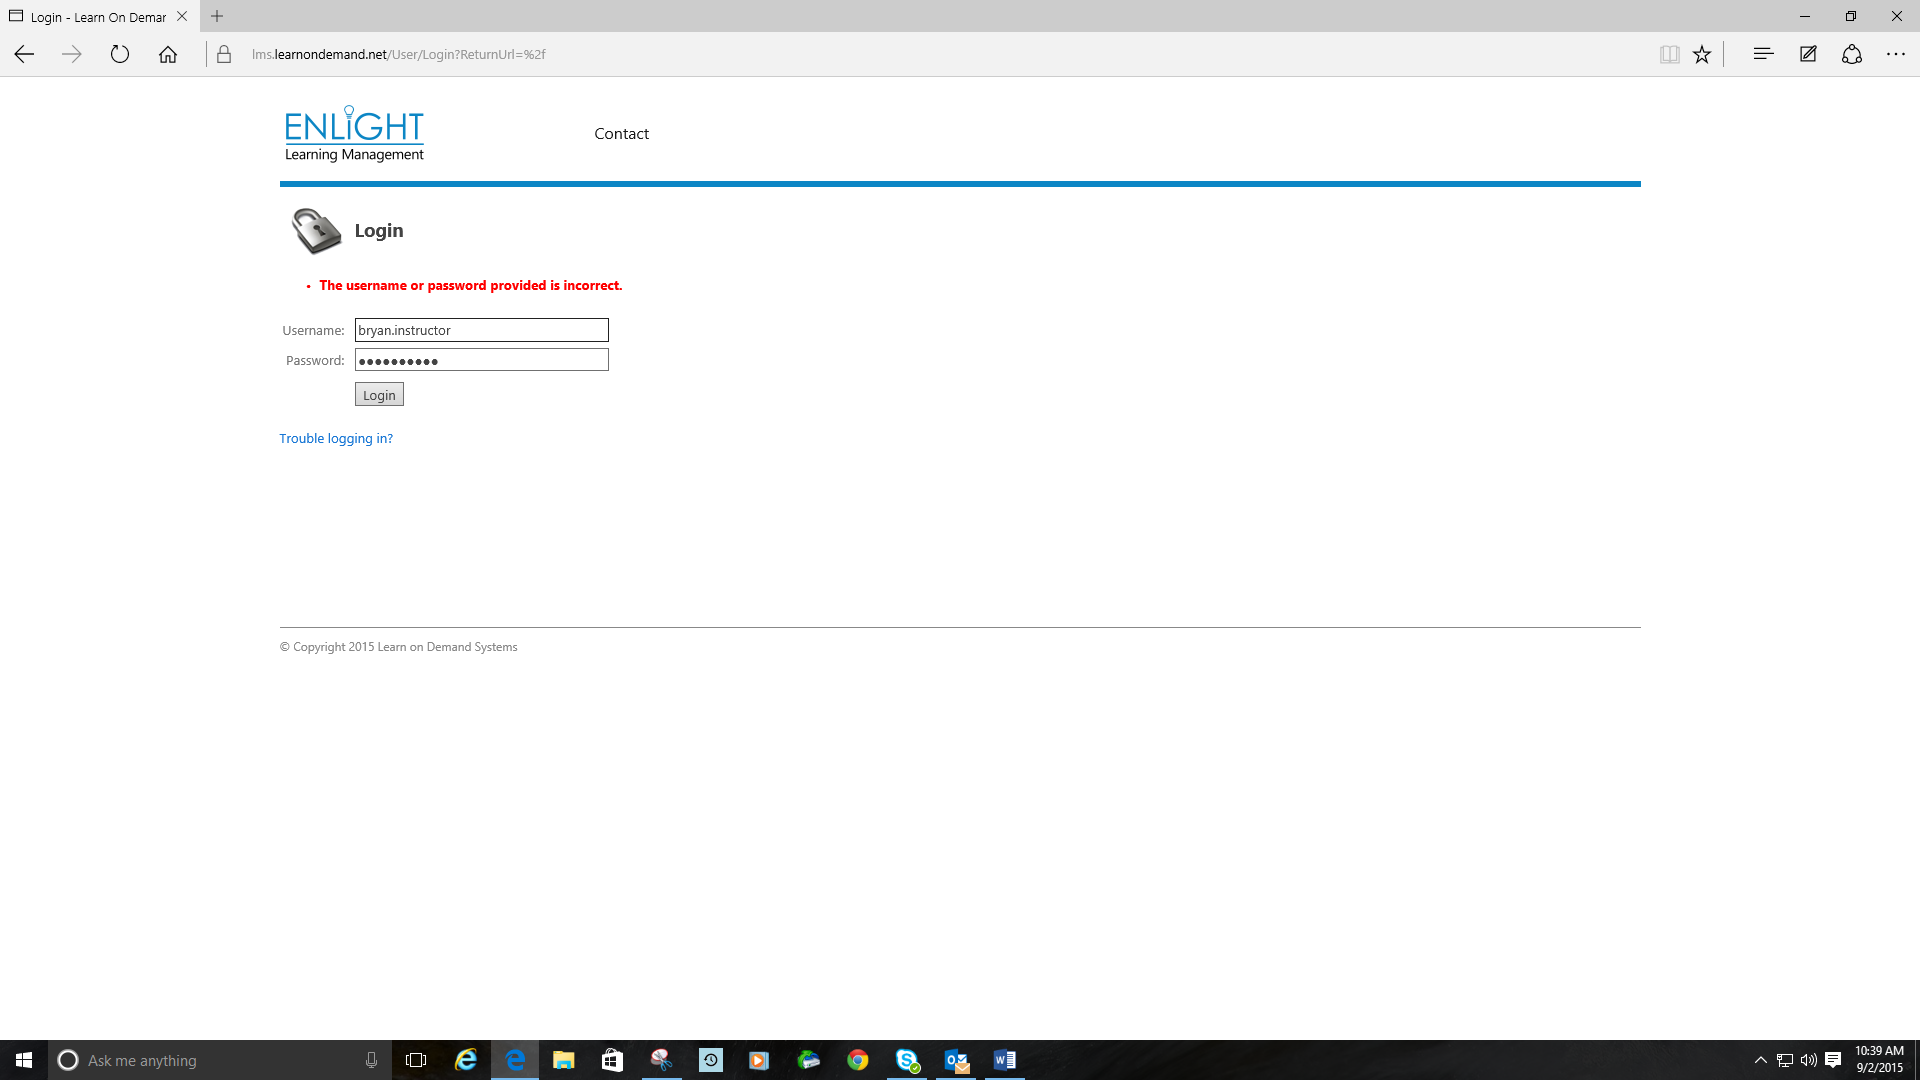 Login - Learn On Demar
lms.learnondemand.net/User/Login?ReturnUrl=%2f
ENLIGHT
Learning Management
Contact
Login
• The username or password provided is incorrect.
Username: bryan.instructor
Password: ●●●●●●●●●●
Login
Trouble logging in?
© Copyright 2015 Learn on Demand Systems
Ask me anything
10:39 AM
9/2/2015